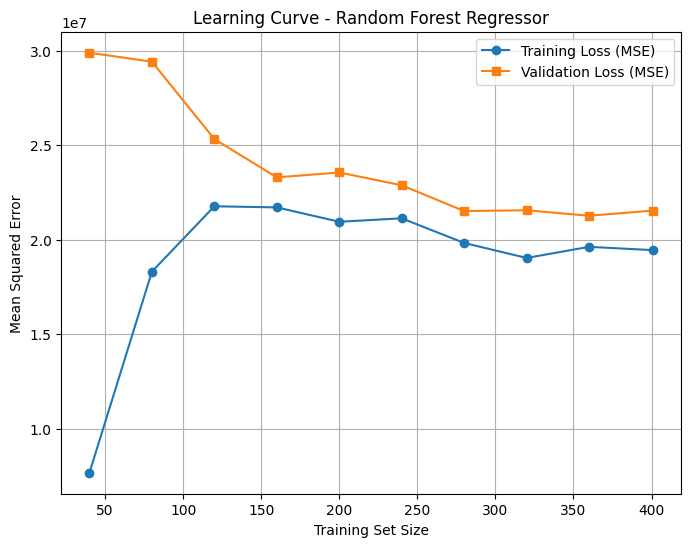 Learning Curve - Random Forest Regressor
1e7
Training Loss (MSE)
Validation Loss (MSE)
3.0
2.5
2.0
1.5
1.0
Mean Squared Error
50 100 150 200 250 300 350 400
Training Set Size